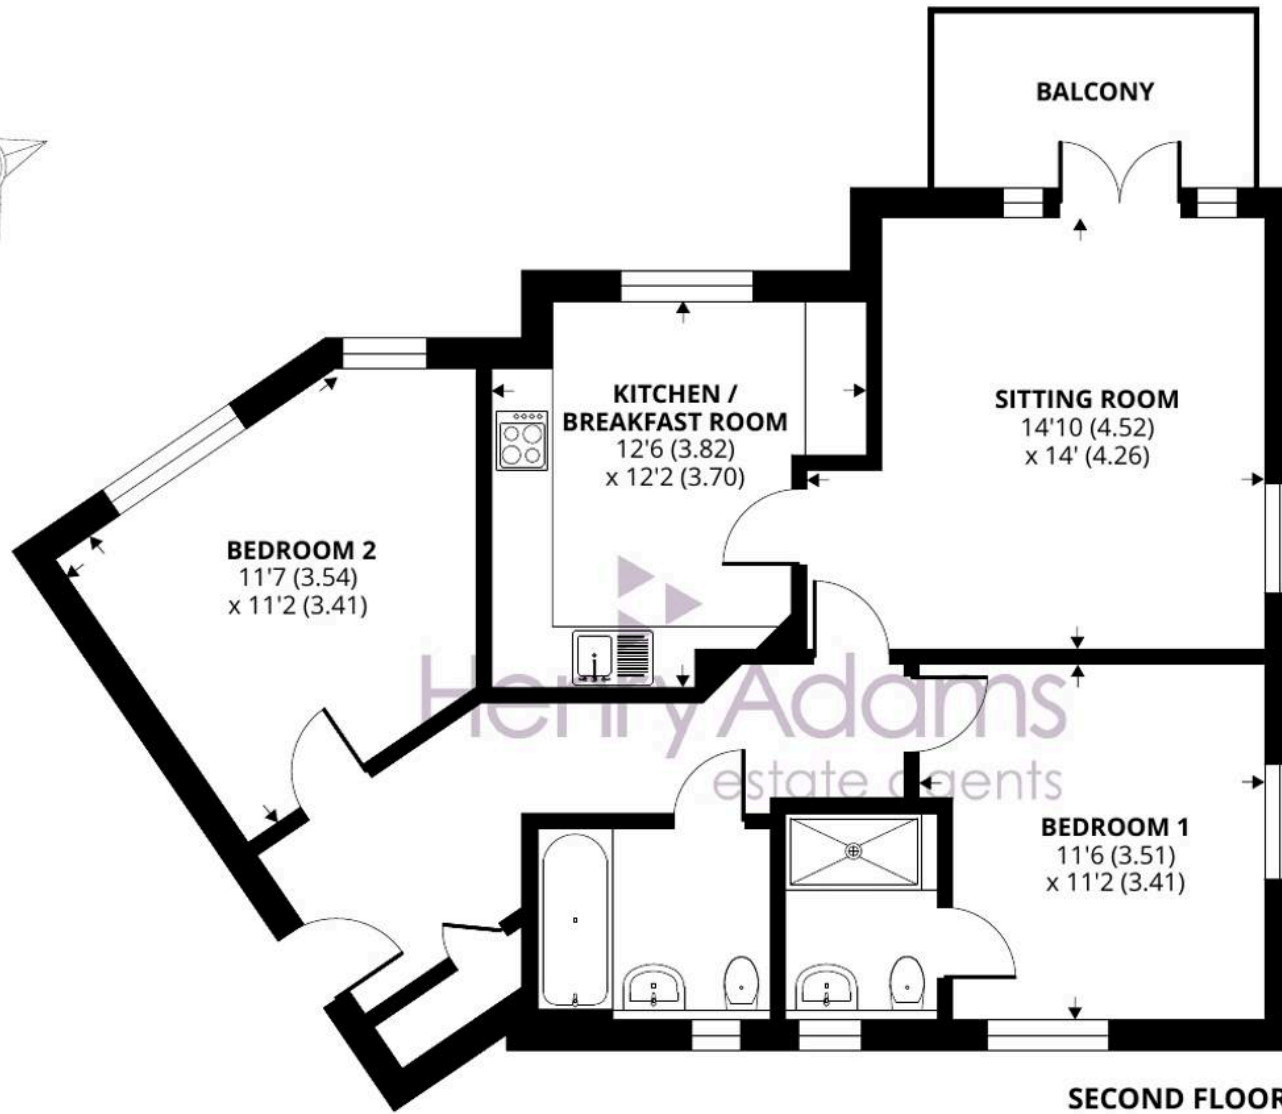 BALCONY
KITCHEN /
BREAKFAST ROOM
12'6 (3.82)
x 12'2 (3.70)
SITTING ROOM
14'10 (4.52)
x 14' (4.26)
BEDROOM 2
11'7 (3.54)
x 11'2 (3.41)
Henry Adams
estate agents
BEDROOM 1
11'6 (3.51)
x 11'2 (3.41)
SECOND FLOOR